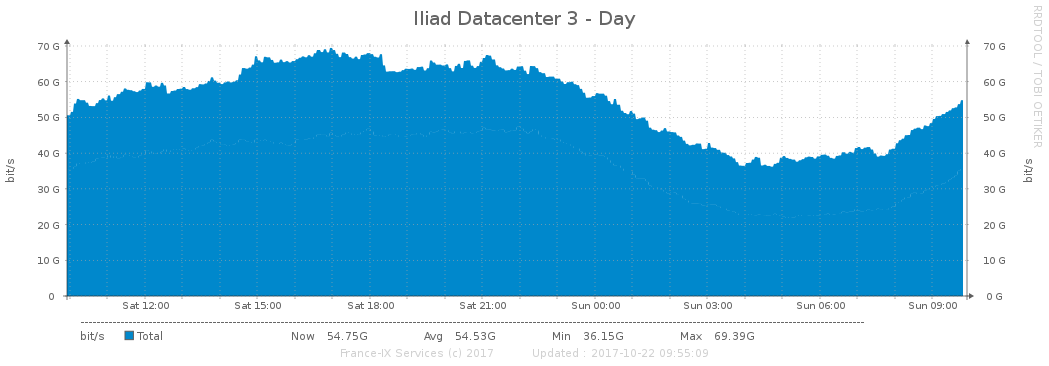 Iliad Datacenter 3 - Day
RRDTOOL / TOBI OETIKER
70 G 70 G
60 G 60 G
50 G 50 G
40 G 40 G
30 G 30 G
20 G 20 G
10 G 10 G
0 0 G
bit/s bit/s
Sat 12:00 Sat 15:00 Sat 18:00 Sat 21:00 Sun 00:00 Sun 03:00 Sun 06:00 Sun 09:00
bit/s Total Now 54.75G Avg 54.53G Min 36.15G Max 69.39G
France-IX Services (c) 2017 Updated : 2017-10-22 09:55:09